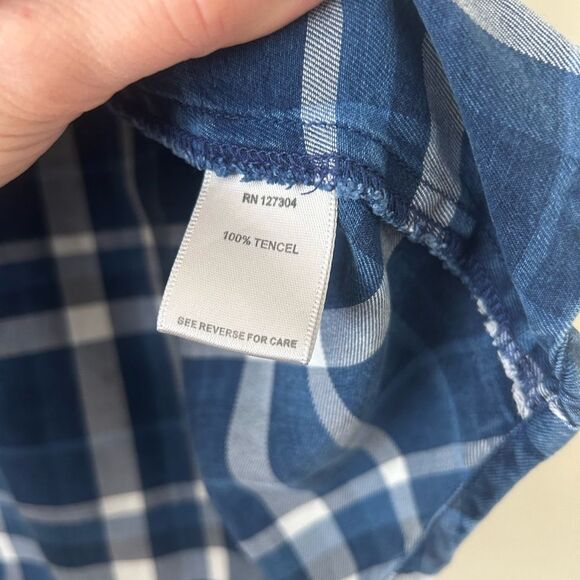 RN 127304
100% TENCEL
SEE REVERSE FOR CARE